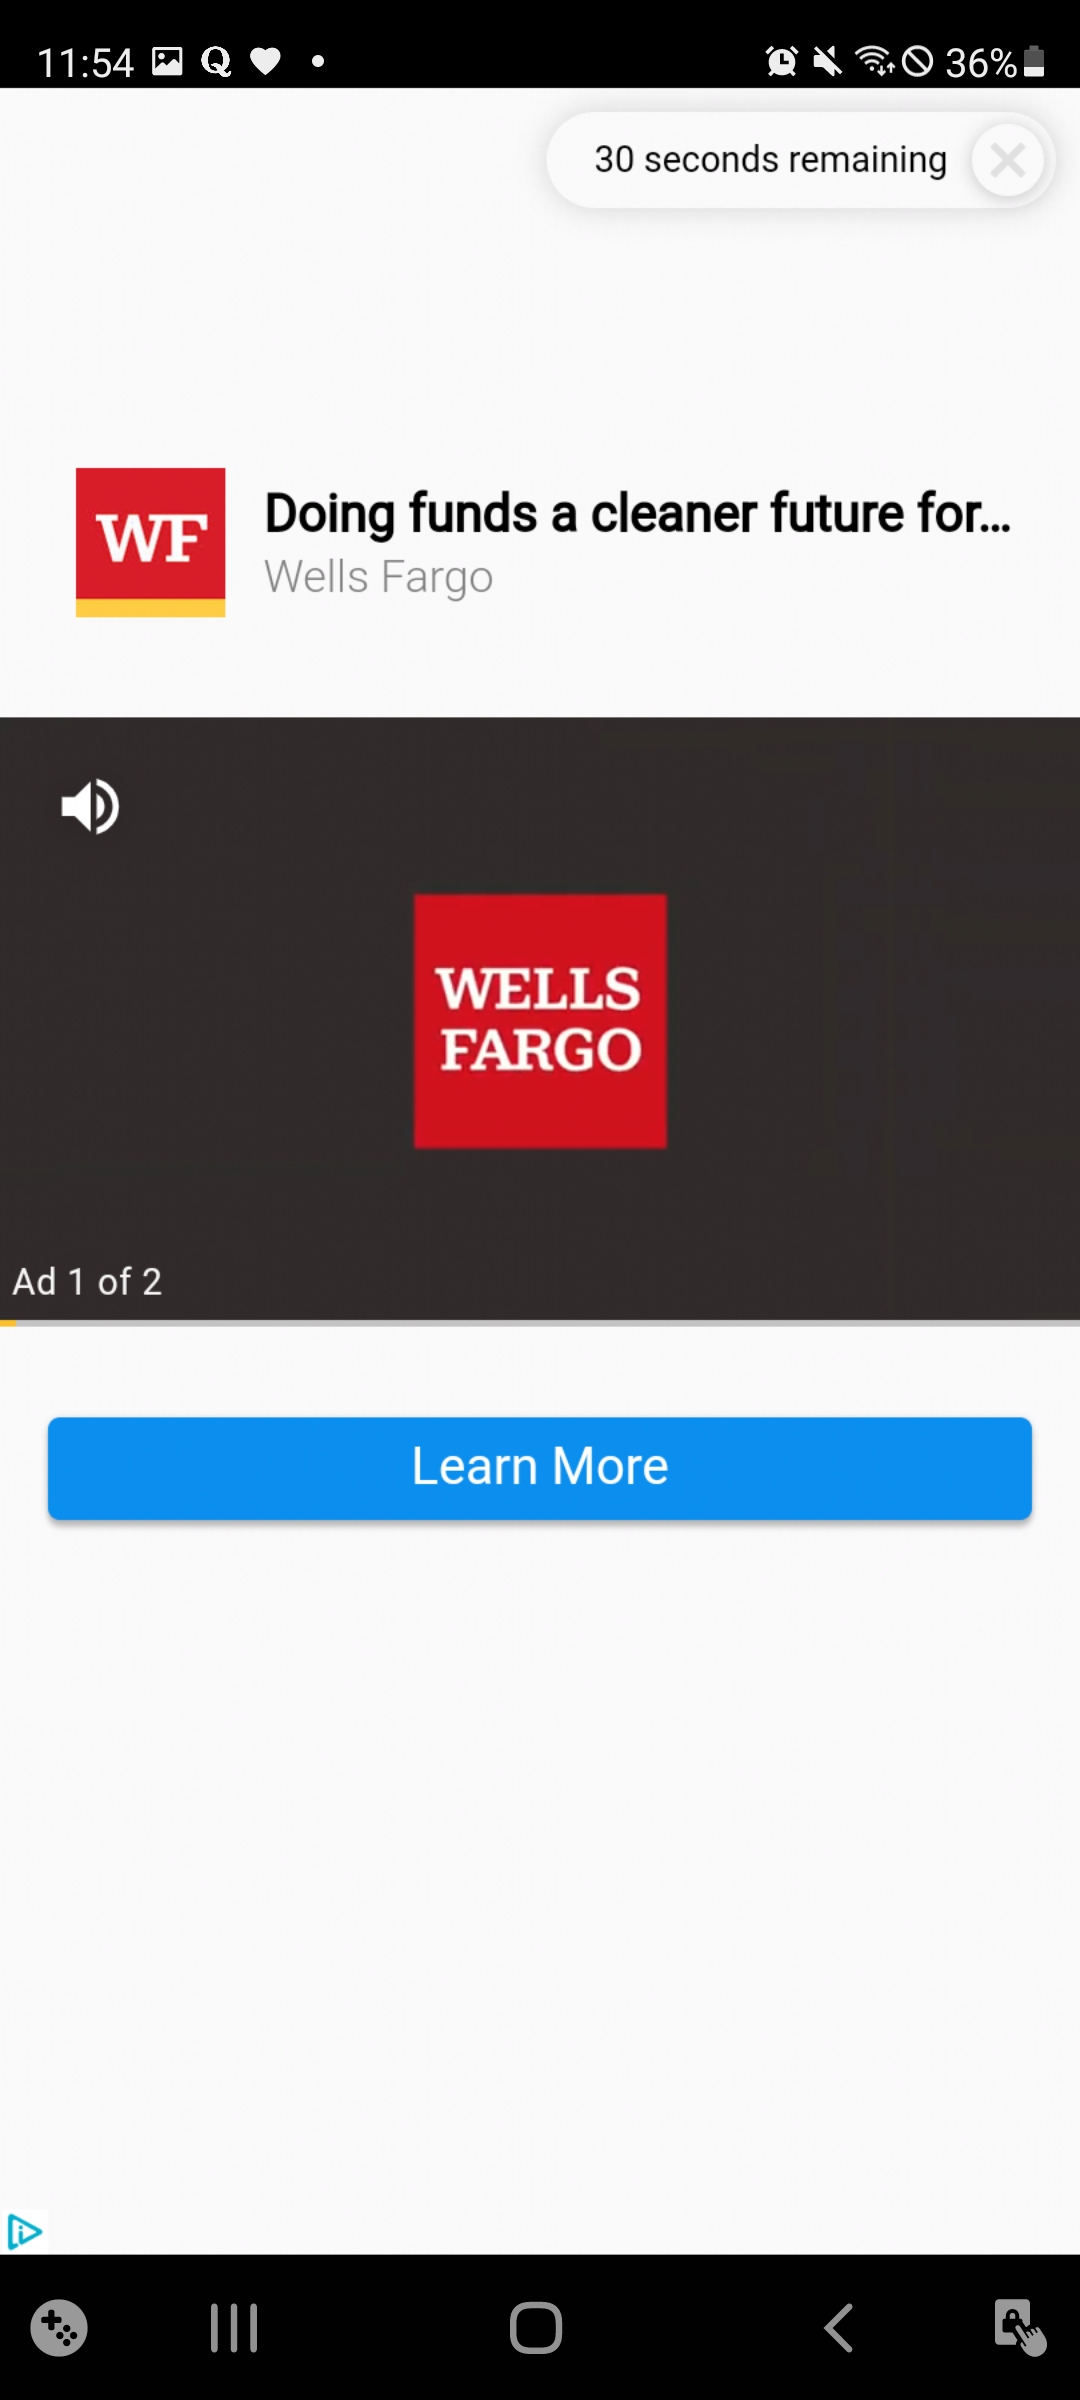 11:54
36%
30 seconds remaining
WF
Doing funds a cleaner future for...
Wells Fargo
WELLS
FARGO
Ad 1 of 2
Learn More